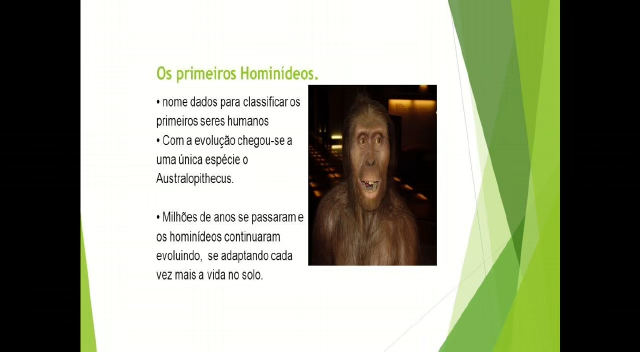 Os primeiros Hominídeos.
• nome dados para classificar os
primeiros seres humanos
• Com a evolução chegou-se a
uma única espécie o
Australopithecus.
• Milhões de anos se passaram e
os hominídeos continuaram
evoluindo, se adaptando cada
vez mais a vida no solo.